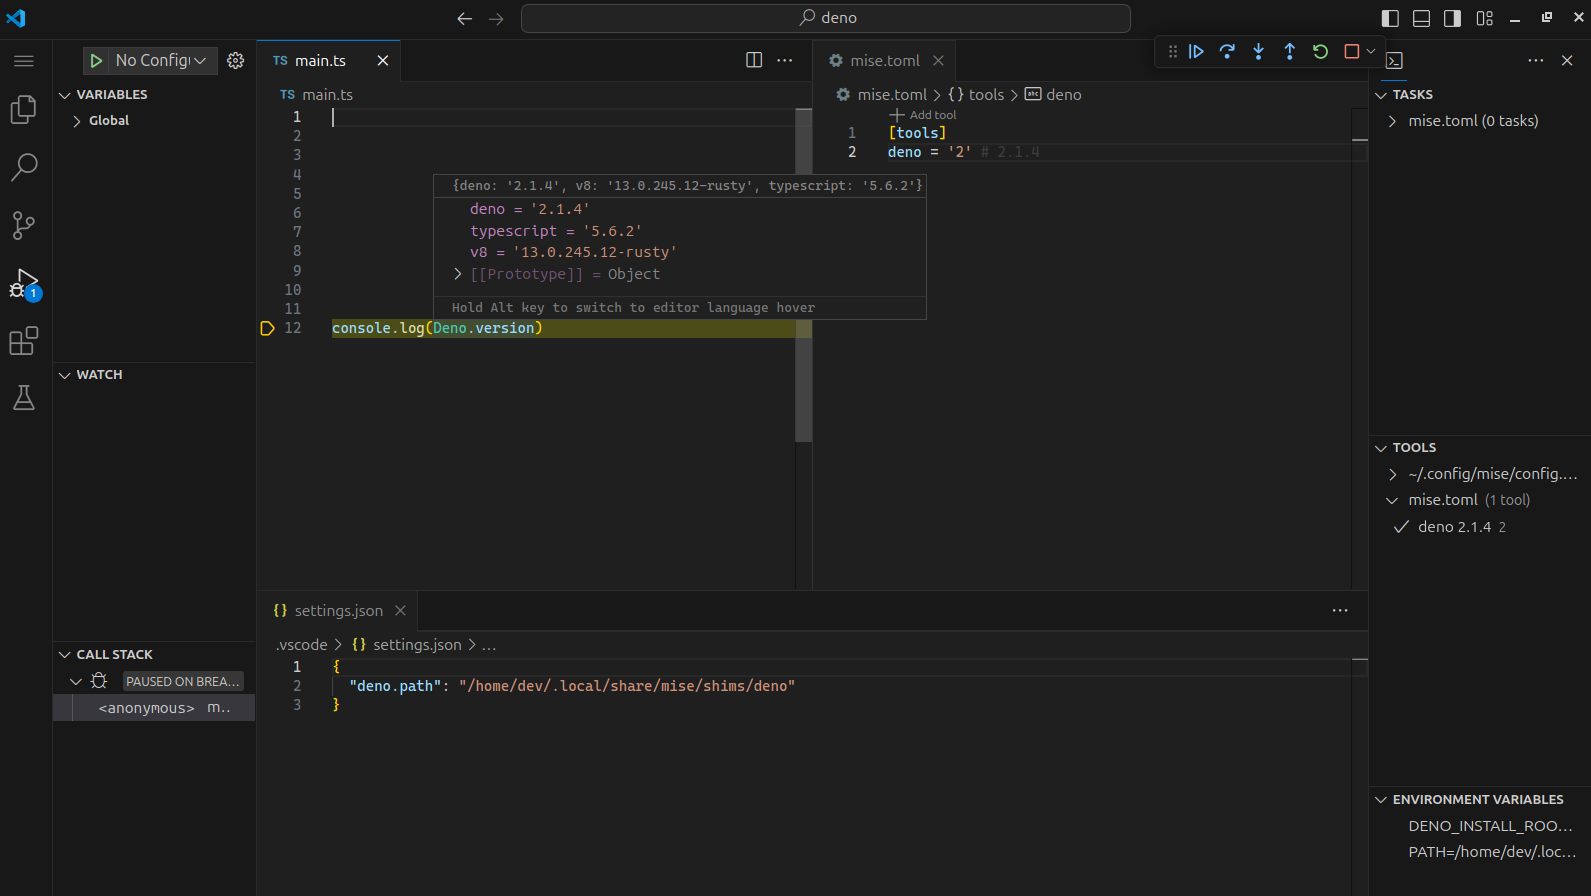 deno
No Configu
VARIABLES
Global
WATCH
CALL STACK
PAUSED ON BREA...
<anonymous> m..
1
TS main.ts
TS main.ts
1
2
3
4
5
6
7
8
9
10
11
12 console.log(Deno.version)
{deno: '2.1.4', v8: '13.0.245.12-rusty', typescript: '5.6.2'}
deno = '2.1.4'
typescript = '5.6.2'
v8 = '13.0.245.12-rusty'
[[Prototype]] = Object
Hold Alt key to switch to editor language hover
mise.toml
mise.toml > {} tools > abc deno
Add tool
1 [tools]
2 deno = '2' # 2.1.4
{} settings.json
.vscode > {} settings.json > ...
1 {
2 "deno.path": "/home/dev/.local/share/mise/shims/deno"
3 }
TASKS
mise.toml (0 tasks)
TOOLS
~/.config/mise/config....
mise.toml (1 tool)
deno 2.1.4 2
ENVIRONMENT VARIABLES
DENO_INSTALL_ROO...
PATH=/home/dev/.loc...